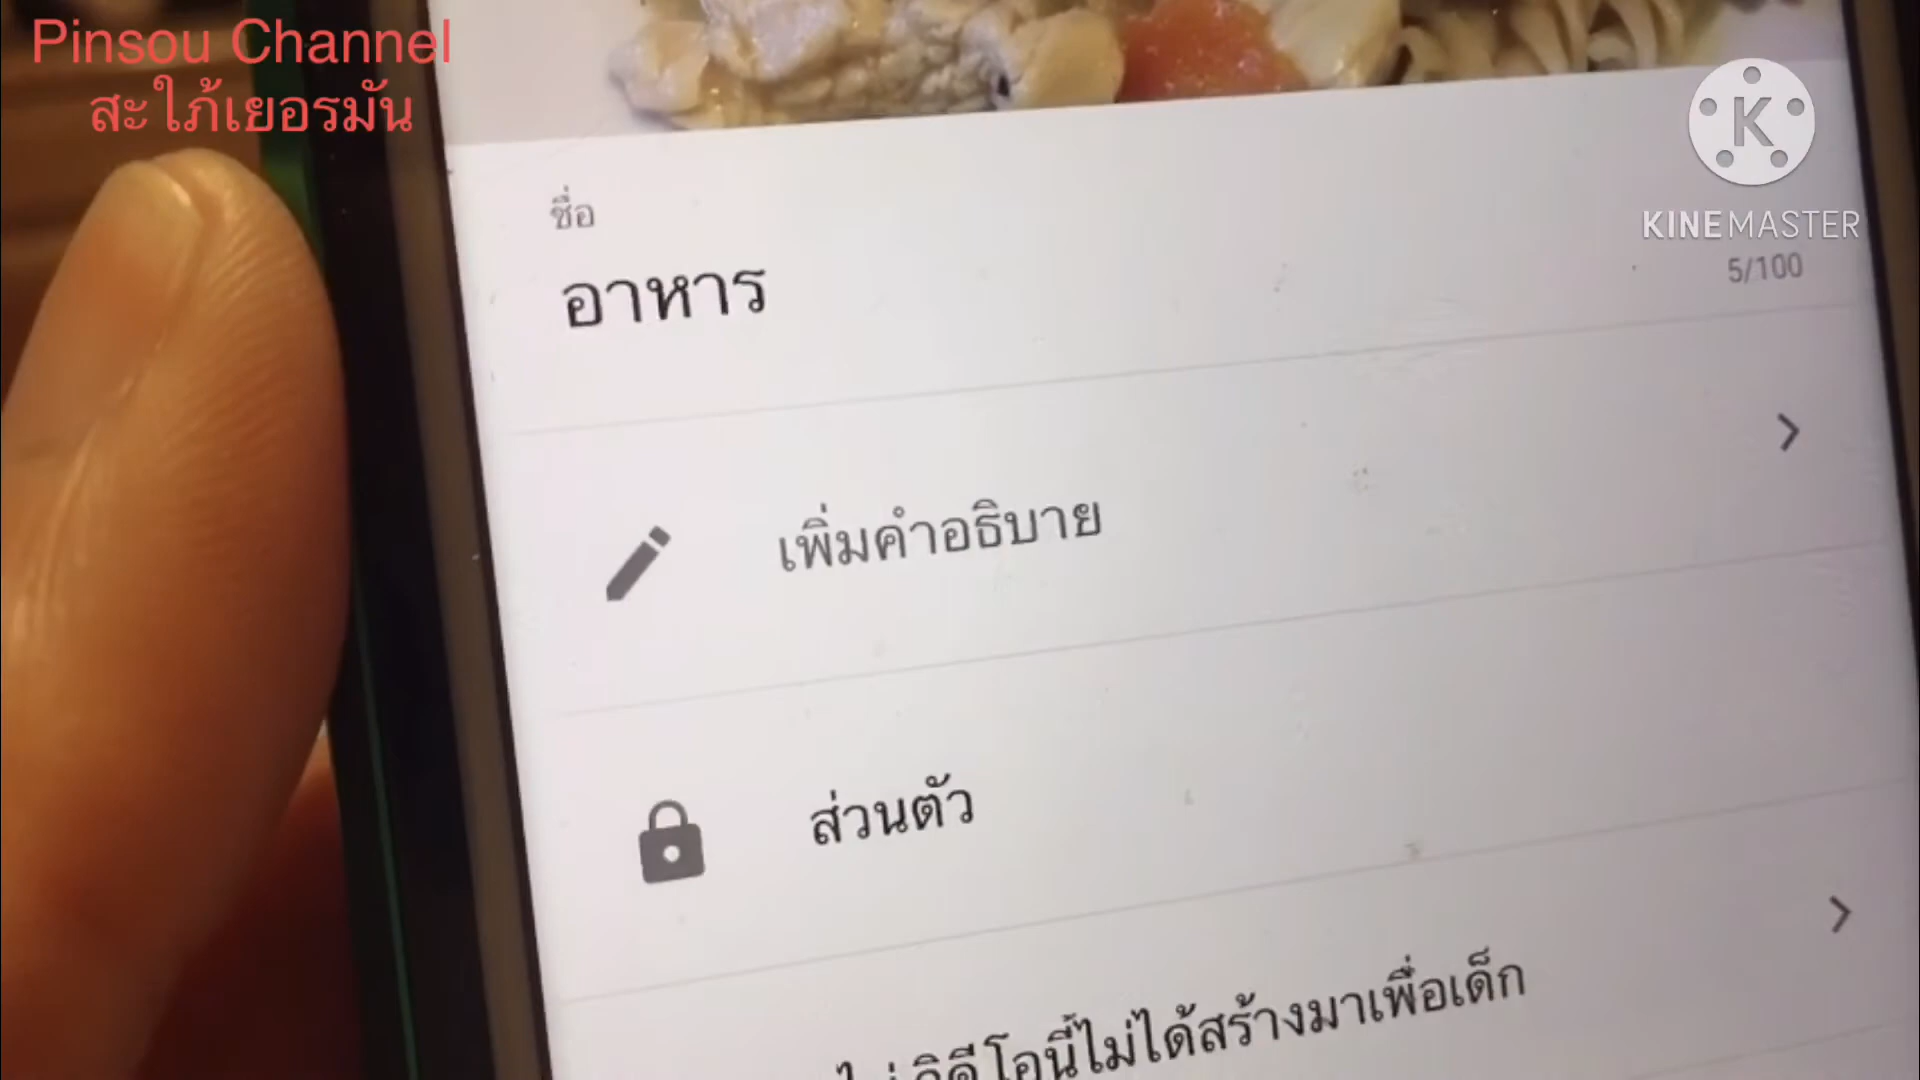 Pinsou Channel
สะใภ้เยอรมัน
KINEMASTER
ชื่อ
อาหาร
5/100
เพิ่มคำอธิบาย
ส่วนตัว
ไม่ วิดีโอนี้ไม่ได้สร้างมาเพื่อเด็ก